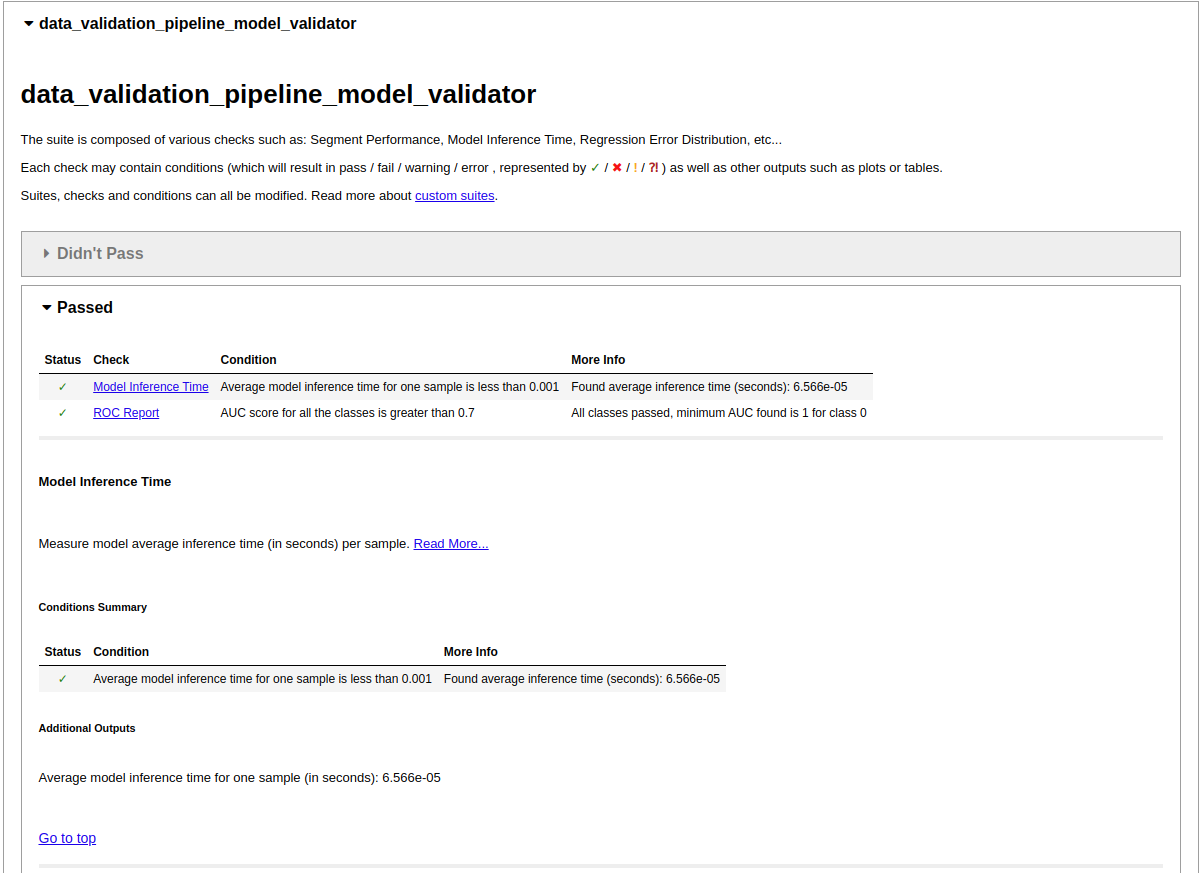 data_validation_pipeline_model_validator
data_validation_pipeline_model_validator
The suite is composed of various checks such as: Segment Performance, Model Inference Time, Regression Error Distribution, etc...
Each check may contain conditions (which will result in pass / fail / warning / error , represented by ✓ / ✖ / ! / ⁈ ) as well as other outputs such as plots or tables.
Suites, checks and conditions can all be modified. Read more about custom suites.
Didn't Pass
Passed
Status Check Condition More Info
✓ Model Inference Time Average model inference time for one sample is less than 0.001 Found average inference time (seconds): 6.566e-05
✓ ROC Report AUC score for all the classes is greater than 0.7 All classes passed, minimum AUC found is 1 for class 0
Model Inference Time
Measure model average inference time (in seconds) per sample. Read More...
Conditions Summary
Status Condition More Info
✓ Average model inference time for one sample is less than 0.001 Found average inference time (seconds): 6.566e-05
Additional Outputs
Average model inference time for one sample (in seconds): 6.566e-05
Go to top